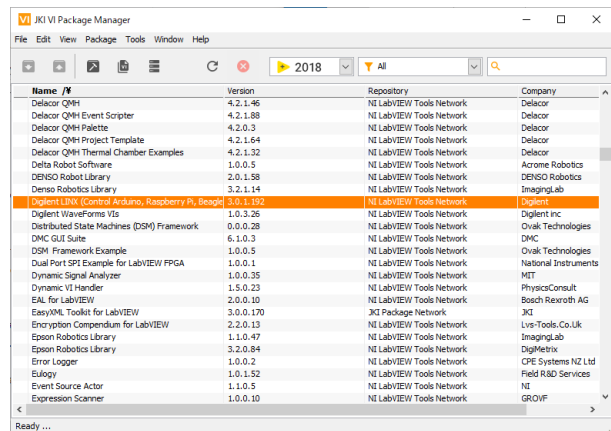 VI JKI VI Package Manager
File Edit View Package Tools Window Help
2018 All
Name /¥ Version Repository Company
Delacor QMH 4.2.1.46 NI LabVIEW Tools Network Delacor
Delacor QMH Event Scripter 4.2.1.88 NI LabVIEW Tools Network Delacor
Delacor QMH Palette 4.2.0.3 NI LabVIEW Tools Network Delacor
Delacor QMH Project Template 4.2.1.64 NI LabVIEW Tools Network Delacor
Delacor QMH Thermal Chamber Examples 4.2.1.32 NI LabVIEW Tools Network Delacor
Delta Robot Software 1.0.0.5 NI LabVIEW Tools Network Acrome Robotics
DENSO Robot Library 2.0.1.58 NI LabVIEW Tools Network DENSO Robotics
Denso Robotics Library 3.2.1.14 NI LabVIEW Tools Network ImagingLab
Digilent LINX (Control Arduino, Raspberry Pi, Beagle 3.0.1.192 NI LabVIEW Tools Network Digilent
Digilent WaveForms VIs 1.0.3.26 NI LabVIEW Tools Network Digilent inc
Distributed State Machines (DSM) Framework 0.0.0.28 NI LabVIEW Tools Network Ovak Technologies
DMC GUI Suite 6.1.0.3 NI LabVIEW Tools Network DMC
DSM Framework Example 1.0.0.5 NI LabVIEW Tools Network Ovak Technologies
Dual Port SPI Example for LabVIEW FPGA 1.0.0.1 NI LabVIEW Tools Network National Instruments
Dynamic Signal Analyzer 1.0.0.35 NI LabVIEW Tools Network MIT
Dynamic VI Handler 1.5.0.23 NI LabVIEW Tools Network PhysicsConsult
EAL for LabVIEW 2.0.0.10 NI LabVIEW Tools Network Bosch Rexroth AG
EasyXML Toolkit for LabVIEW 3.0.0.170 JKI Package Network JKI
Encryption Compendium for LabVIEW 2.2.0.13 NI LabVIEW Tools Network Lvs-Tools.Co.Uk
Epson Robotics Library 1.1.0.47 NI LabVIEW Tools Network ImagingLab
Epson Robotics Library 3.2.0.84 NI LabVIEW Tools Network DigiMetrix
Error Logger 1.0.0.2 NI LabVIEW Tools Network CPE Systems NZ Ltd
Eulogy 1.0.1.52 NI LabVIEW Tools Network Field R&D Services
Event Source Actor 1.1.0.5 NI LabVIEW Tools Network NI
Expression Scanner 1.0.0.10 NI LabVIEW Tools Network GROVF
Ready ...